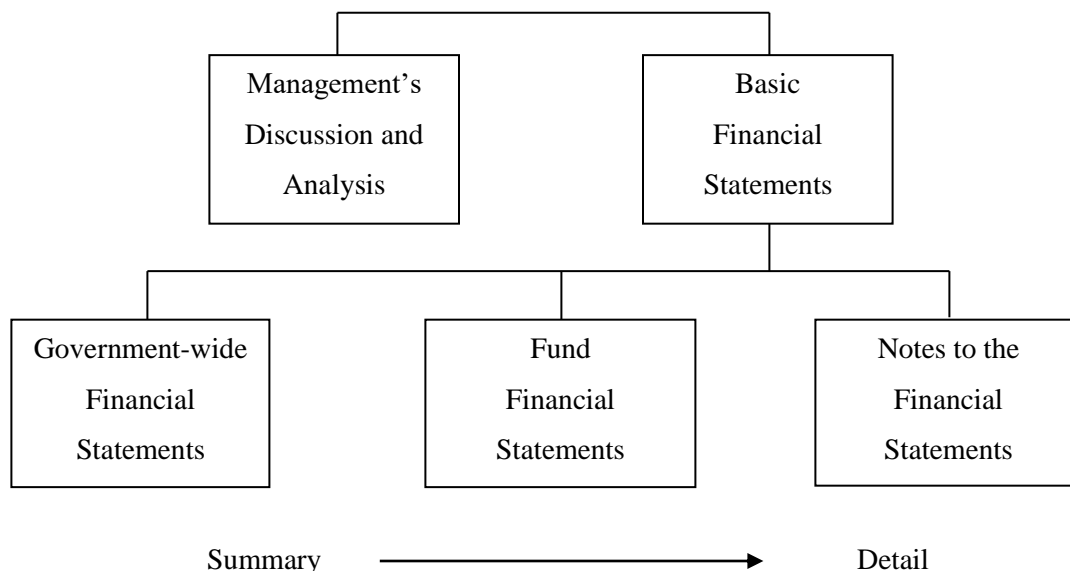 Management’s
Discussion and
Analysis
Basic
Financial
Statements
Government-wide
Financial
Statements
Fund
Financial
Statements
Notes to the
Financial
Statements
Summary
Detail